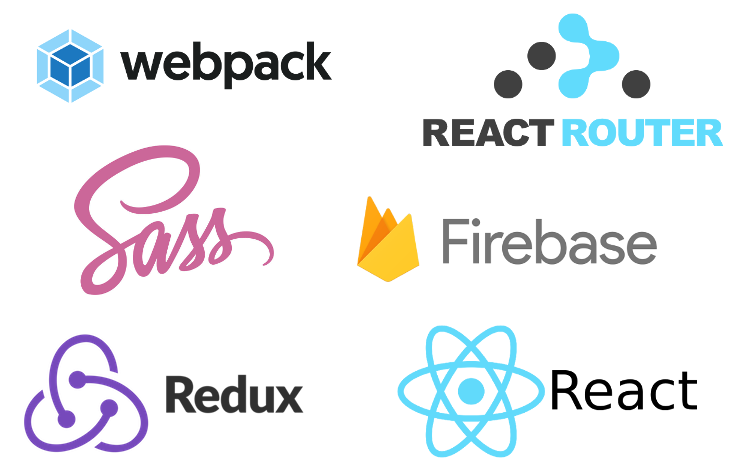 webpack
REACT ROUTER
Sass
Firebase
Redux
React